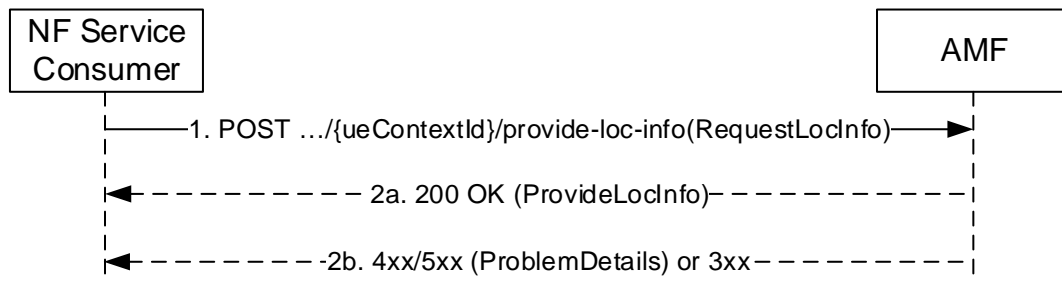 NF Service
Consumer
AMF
1. POST …/{ueContextId}/provide-loc-info(RequestLocInfo)
2a. 200 OK (ProvideLocInfo)
2b. 4xx/5xx (ProblemDetails) or 3xx